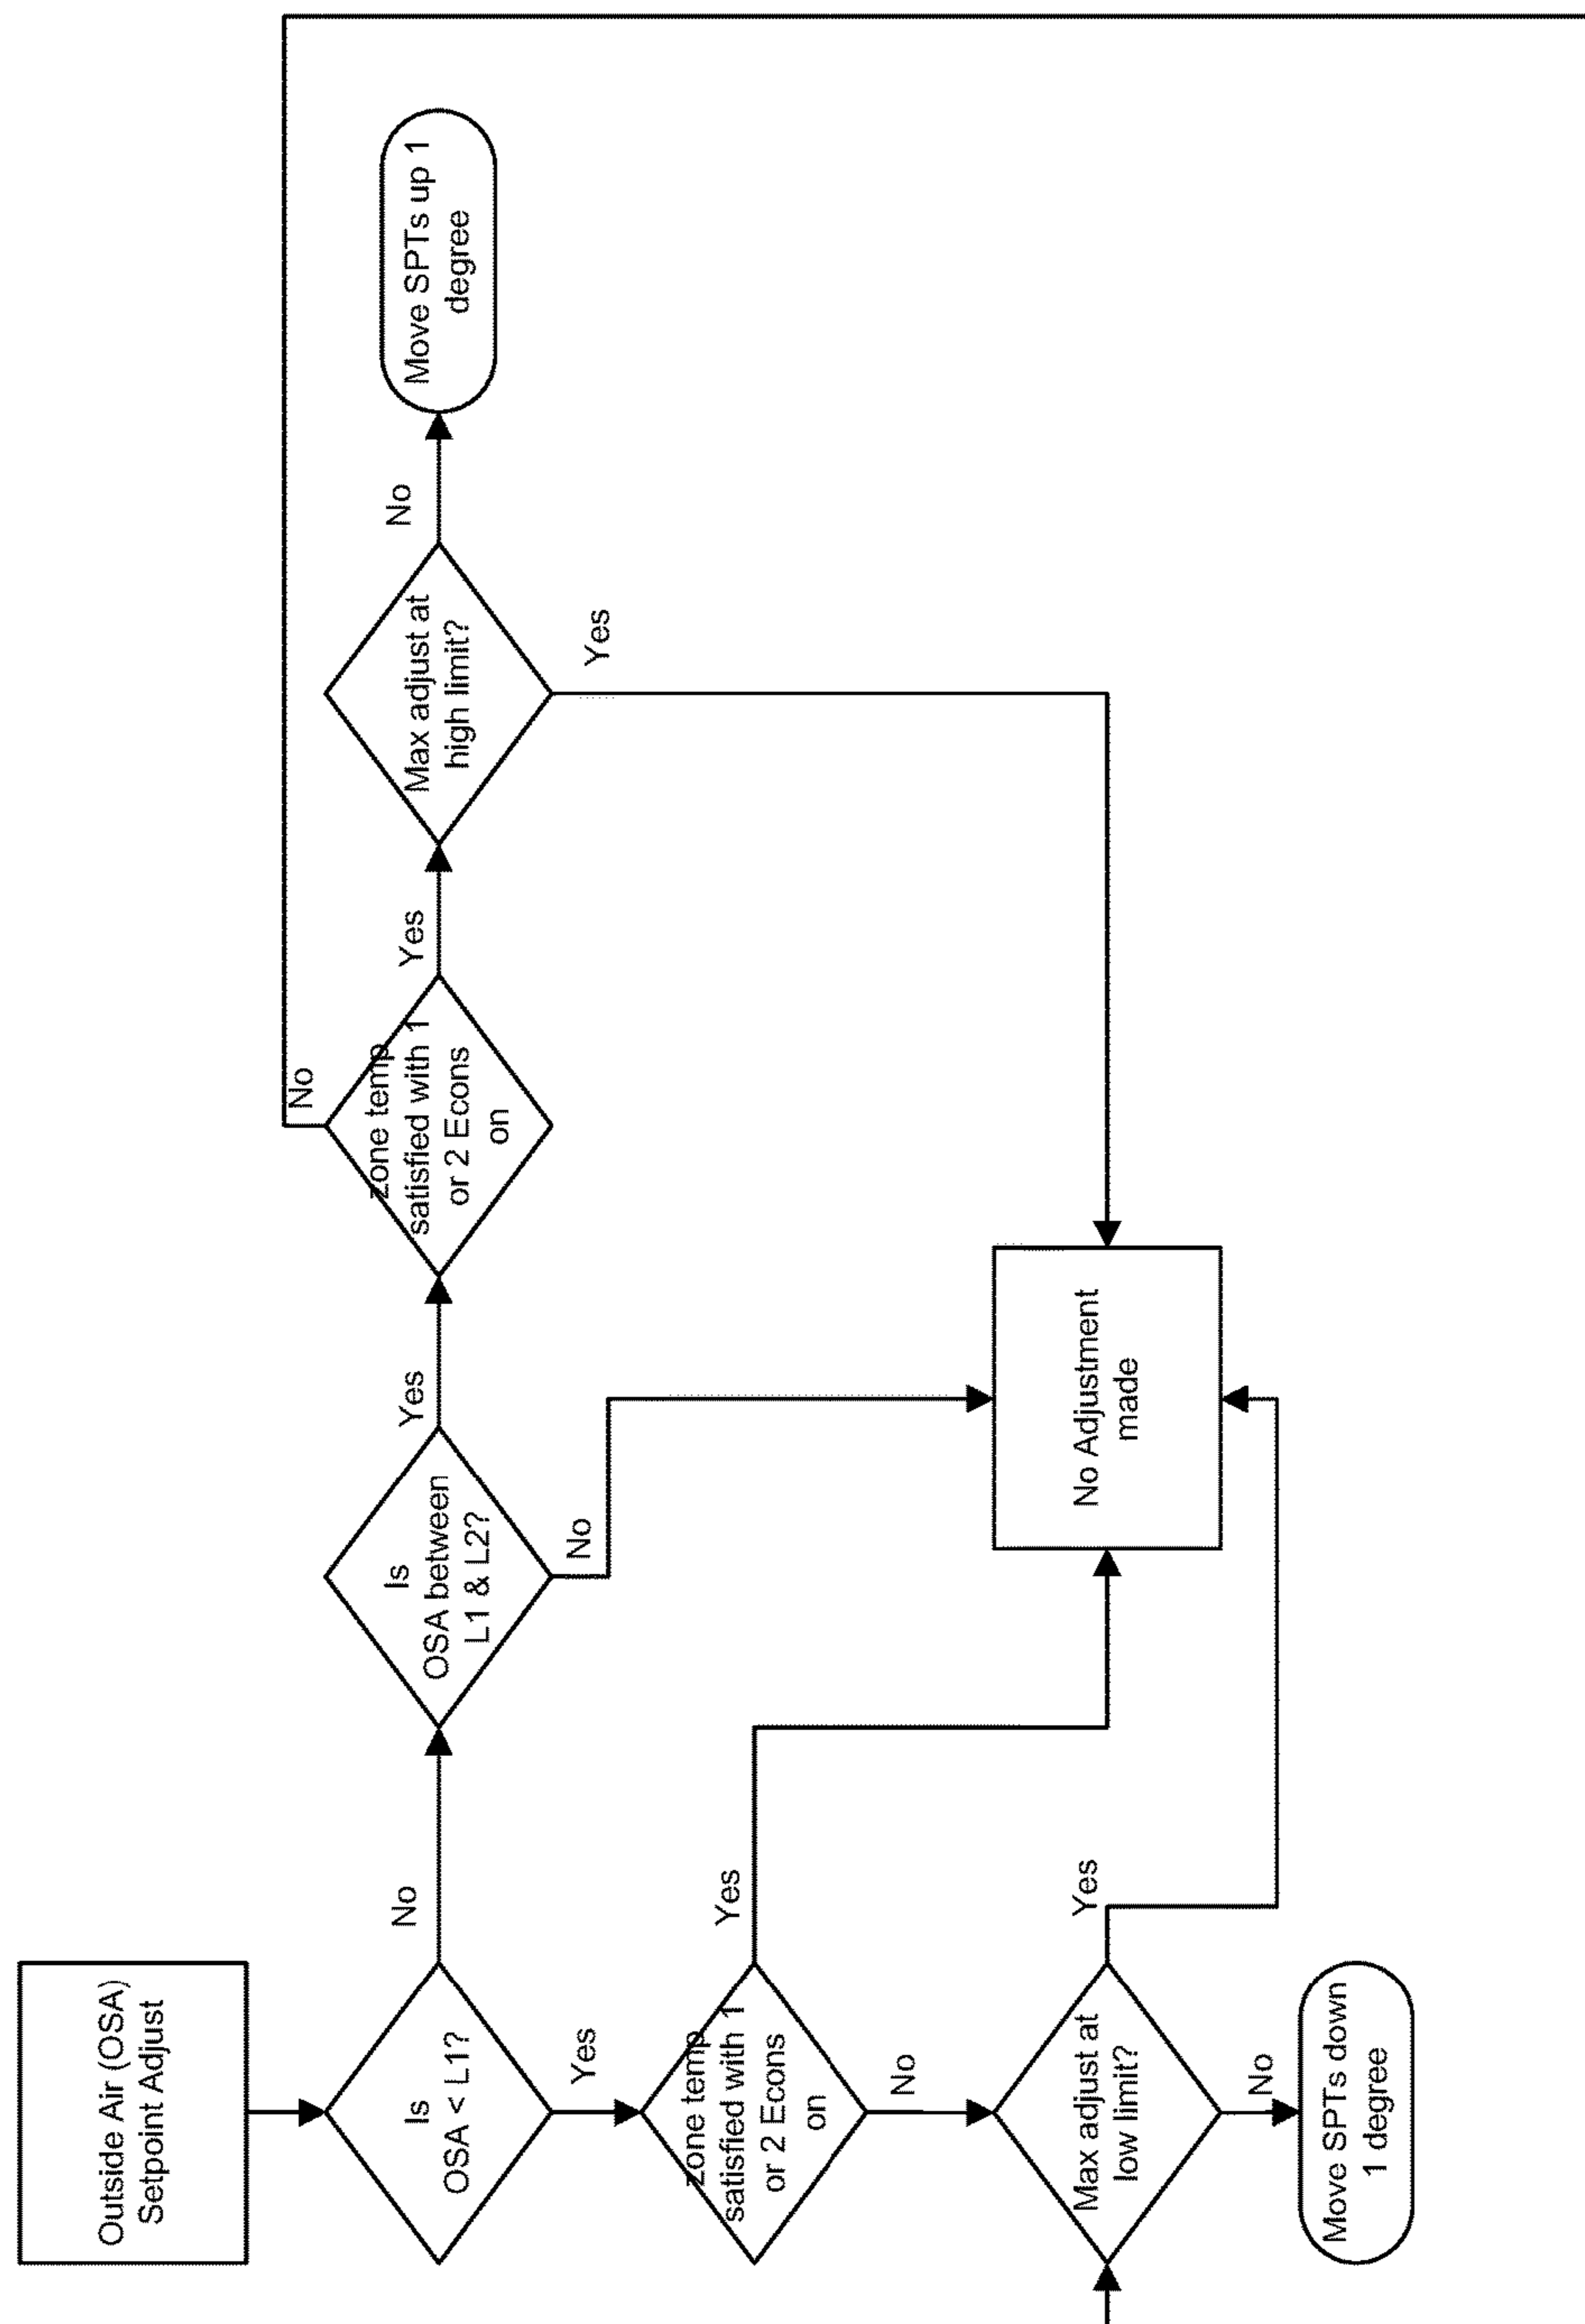 Outside Air (OSA)
Setpoint Adjust
Is
OSA < L1?
No
Is
OSA between
L1 & L2?
Yes
zone temp
satisfied with 1
or 2 Econs
on
No
Yes
Max adjust at
high limit?
No
Move SPTs up 1
degree
Yes
No
Yes
zone temp
satisfied with 1
or 2 Econs
on
Yes
No
Max adjust at
low limit?
Yes
No Adjustment
made
No
Move SPTs down
1 degree